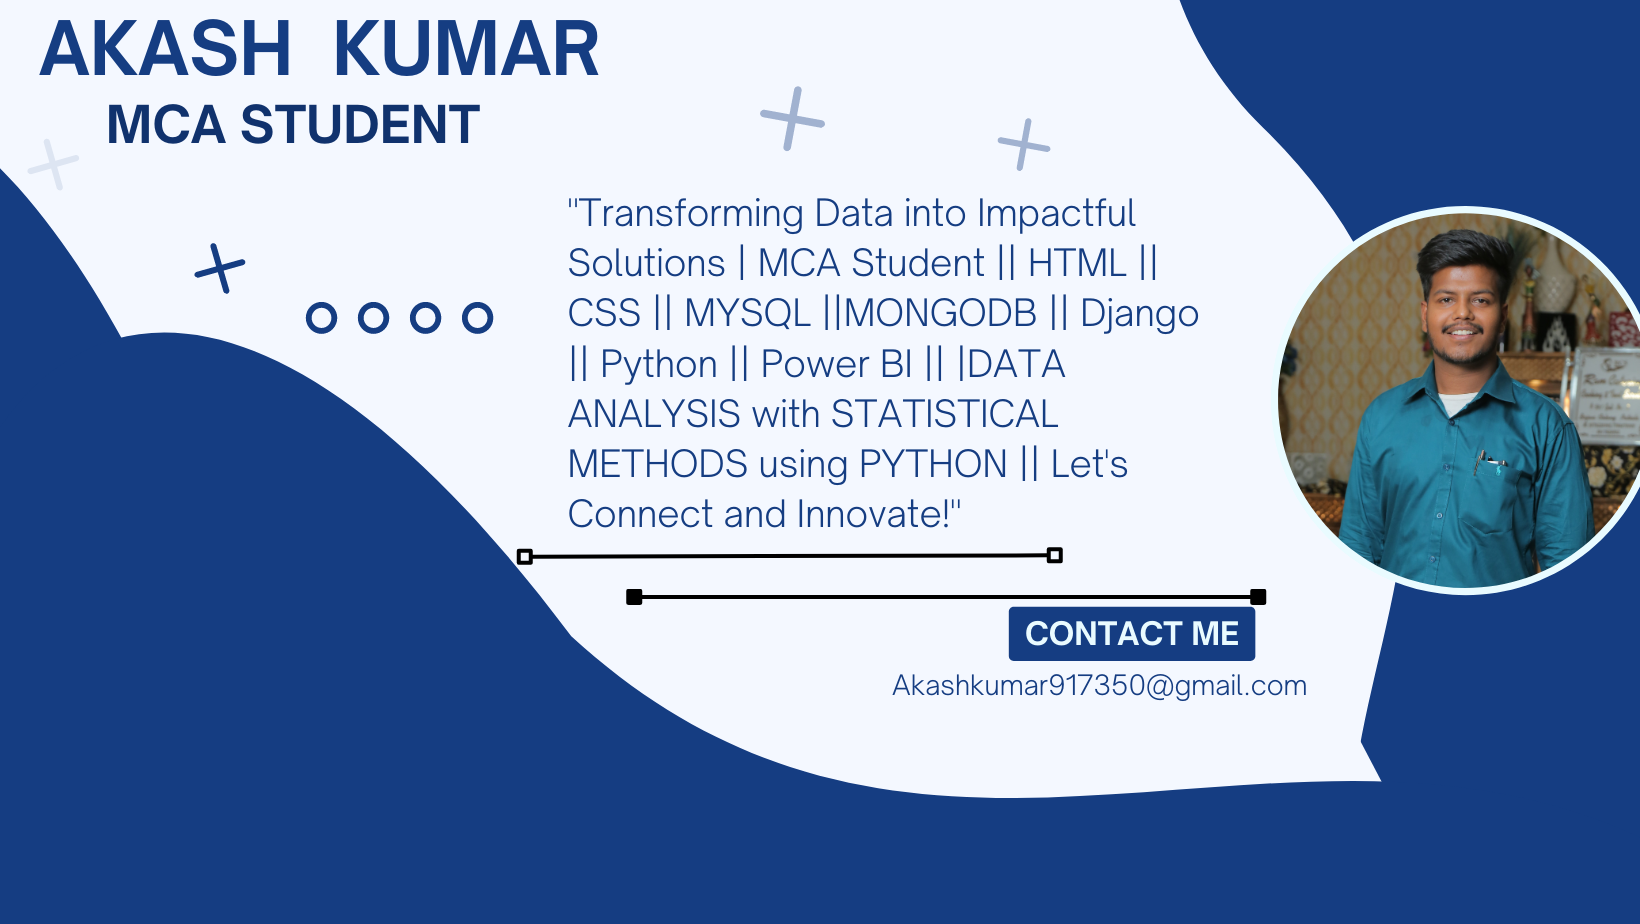 AKASH KUMAR
MCA STUDENT
"Transforming Data into Impactful
Solutions | MCA Student || HTML ||
CSS || MYSQL ||MONGODB || Django
|| Python || Power BI || |DATA
ANALYSIS with STATISTICAL
METHODS using PYTHON || Let's
Connect and Innovate!"
CONTACT ME
Akashkumar917350@gmail.com